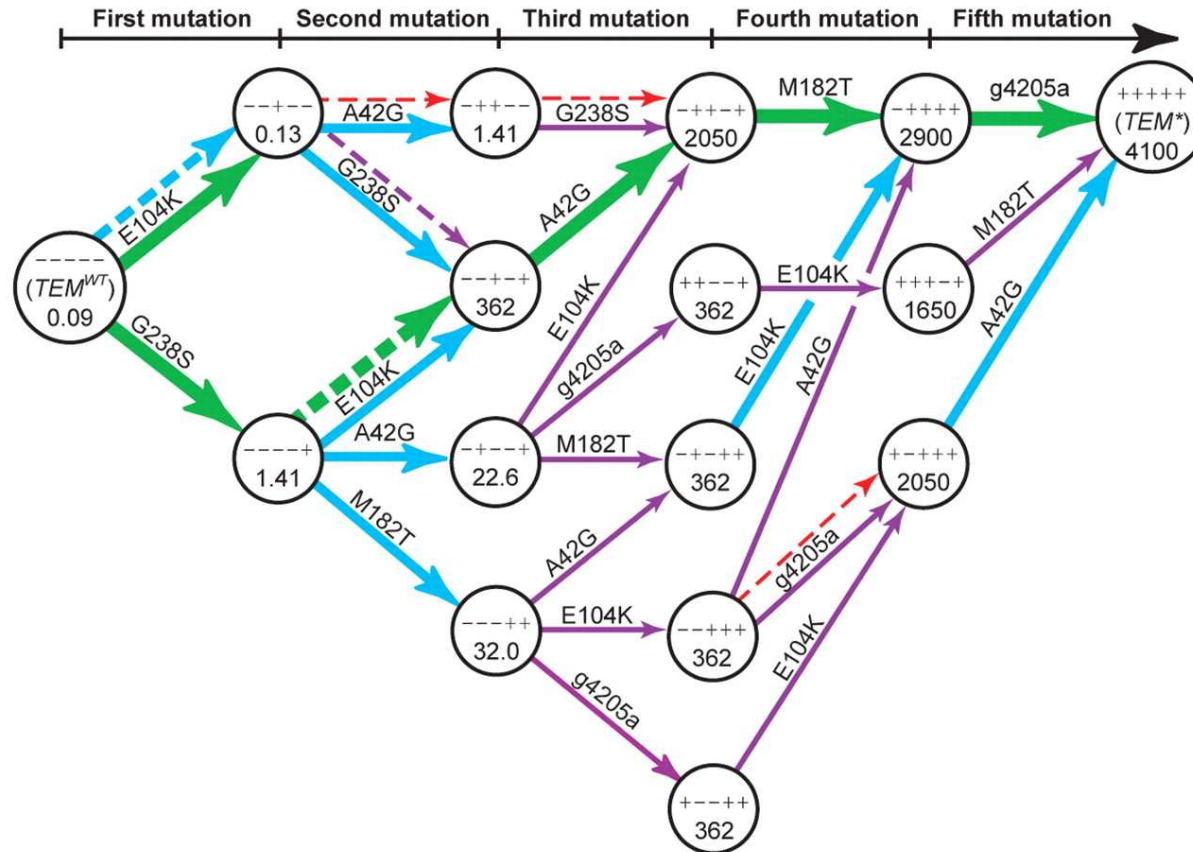 First mutation Second mutation Third mutation Fourth mutation Fifth mutation
−−+−−
0.13
A42G
−++−−
1.41
G238S
−++−+
2050
M182T
−++++
2900
g4205a
+++++
(TEM*)
4100
E104K
G238S
A42G
M182T
−−−−−
(TEM^WT)
0.09
−−+−+
362
E104K
++−−+
362
E104K
+++−+
1650
G238S
E104K
g4205a
E104K
A42G
A42G
−−−−+
1.41
A42G
−+−−+
22.6
M182T
−+−++
362
+−+++
2050
M182T
A42G
g4205a
−−−++
32.0
E104K
−−+++
362
E104K
g4205a
+−−++
362